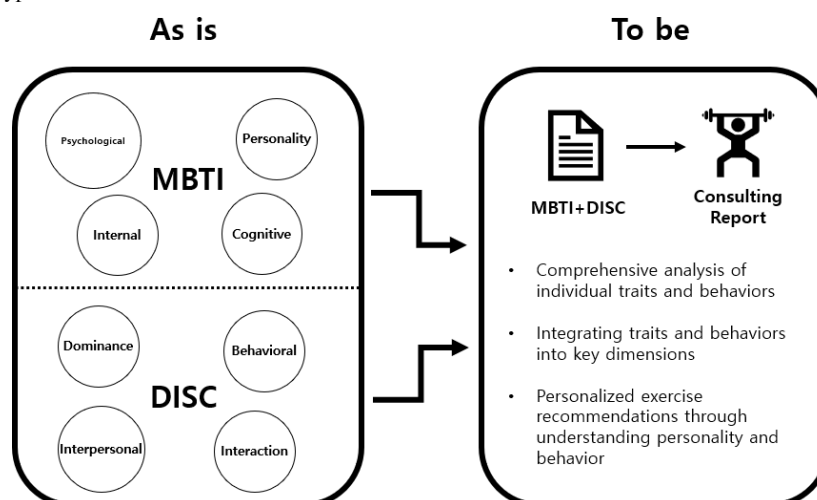 As is
To be
Psychological
Personality
MBTI
Internal
Cognitive
Dominance
Behavioral
DISC
Interpersonal
Interaction
MBTI+DISC
Consulting
Report
• Comprehensive analysis of
individual traits and behaviors
• Integrating traits and behaviors
into key dimensions
• Personalized exercise
recommendations through
understanding personality and
behavior